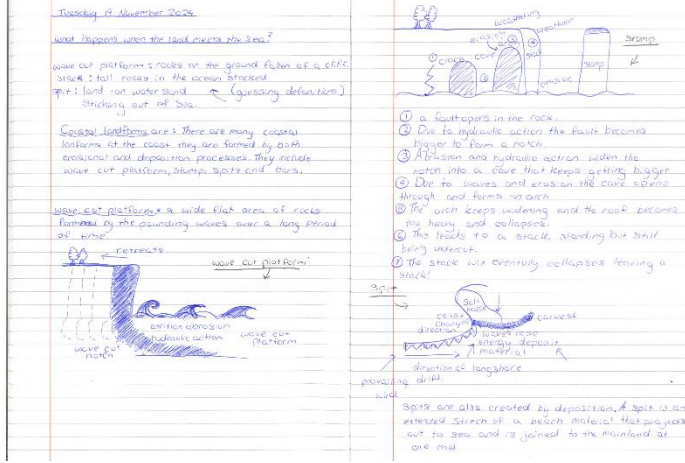 Tuesday 19 November 2024
what happens when the land meets the sea?
wave cut platform: rocks on the ground fallen of a cliff.
stack: tall rocks in the ocean stacked
spit: land on water sand
(guessing definitions)
sticking out of sea.
Coastal landforms are: There are many coastal
lanforms at the coast they are formed by both
erosional and deposition processes. They include
wave cut platform, stump, spits and bars.
wave cut platform: a wide flat area of rocks
formed by the pounding waves over a long period
of time.
retreats
wave cut platform
abrasion
hydraulic action
wave cut
platform
wave cut
notch
weathering
erosion
crack
cave
arch
erosion
stump
stump
① a fault opens in the rock.
② Due to hydraulic action the fault becomes
bigger to form a notch.
③ Abrasion and hydraulic action widen the
notch into a cave that keeps getting bigger
④ Due to waves and erosion the cave opens
through and forms an arch
⑤ The arch keeps widening and the roof becomes
too heavy and collapses.
⑥ This leads to a stack, standing but still
being undercut.
⑦ The stack will eventually collapses leaving a
stack!
Spit
Salt
marsh
coast
changes
direction
curved
waves lose
energy deposit
material
direction of longshore
drift.
prevailing
wind
Spits are also created by deposition. A spit is an
extended strech of a beach material that projects
out to sea and is joined to the mainland at
one end.